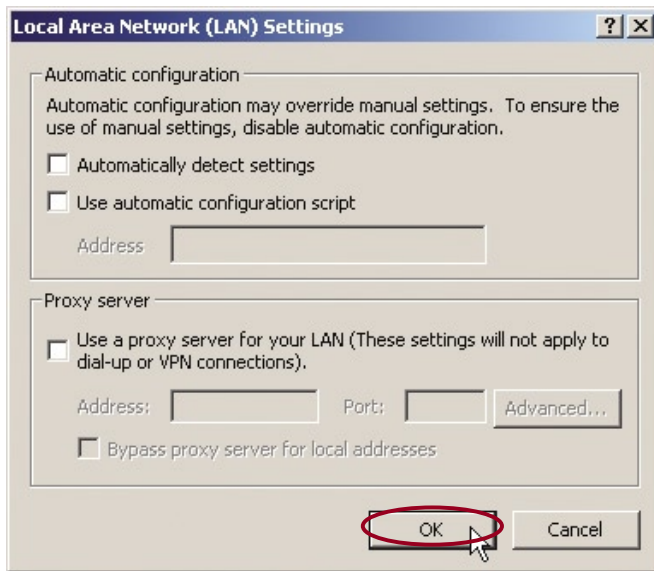 Local Area Network (LAN) Settings
Automatic configuration
Automatic configuration may override manual settings. To ensure the
use of manual settings, disable automatic configuration.
Automatically detect settings
Use automatic configuration script
Address
Proxy server
Use a proxy server for your LAN (These settings will not apply to
dial-up or VPN connections).
Address:
Port:
Advanced...
Bypass proxy server for local addresses
OK
Cancel